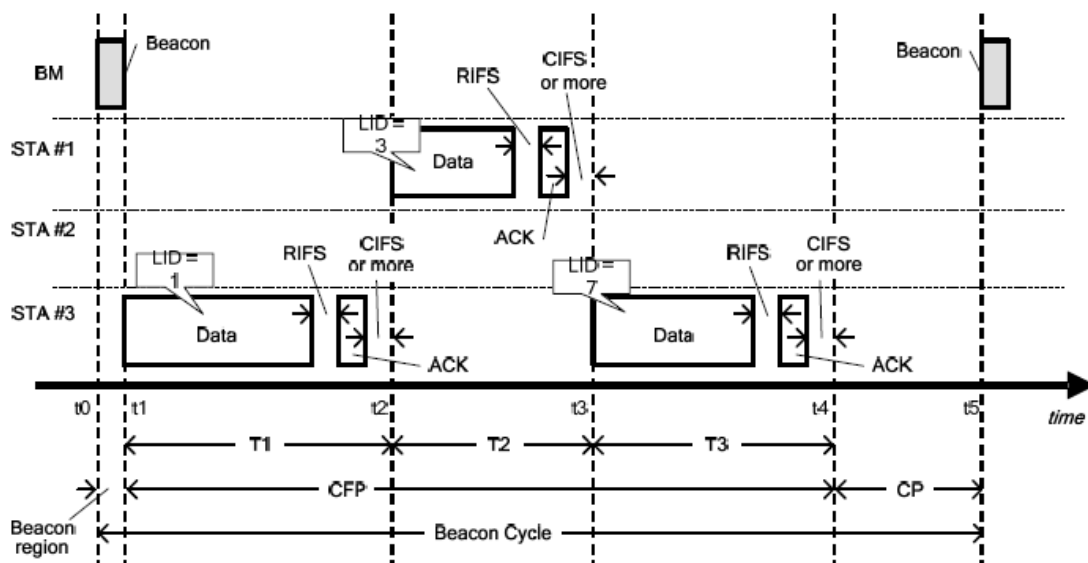 Beacon
Beacon
BM
RIFS
CIFS
or more
LID =
3
STA #1
Data
ACK
STA #2
LID =
1
RIFS
CIFS
or more
LID =
7
RIFS
CIFS
or more
STA #3
Data
ACK
Data
ACK
t0
t1
t2
t3
t4
t5
time
T1
T2
T3
CFP
CP
Beacon
region
Beacon Cycle